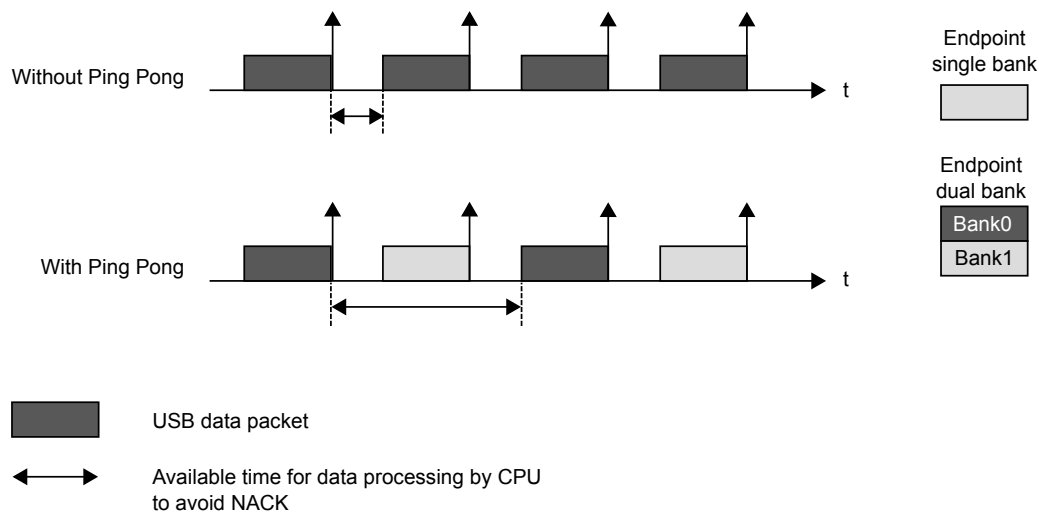 Without Ping Pong
t
Endpoint
single bank
Endpoint
dual bank
Bank0
Bank1
With Ping Pong
t
USB data packet
Available time for data processing by CPU
to avoid NACK